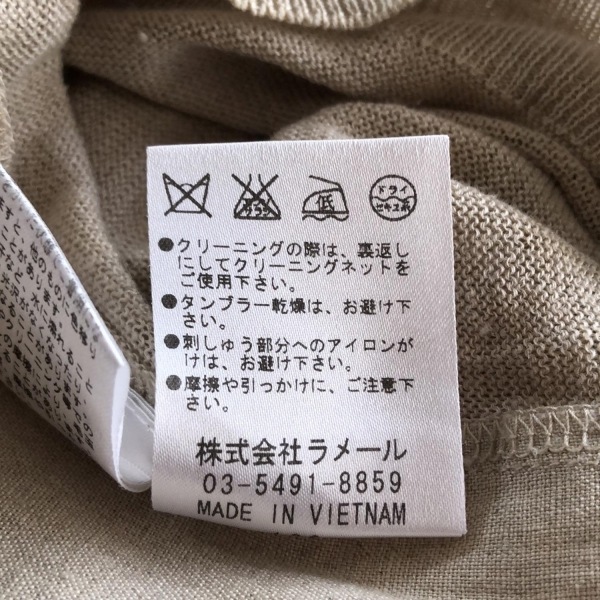 エンソ サラシ
低
ドライ
セキユ系
●クリーニングの際は、裏返し
にしてクリーニングネットを
ご使用下さい。
●タンブラー乾燥は、お避け下
さい。
●刺しゅう部分へのアイロンが
けは、お避け下さい。
●摩擦や引っかけに、ご注意下
さい。
株式会社ラメール
03-5491-8859
MADE IN VIETNAM